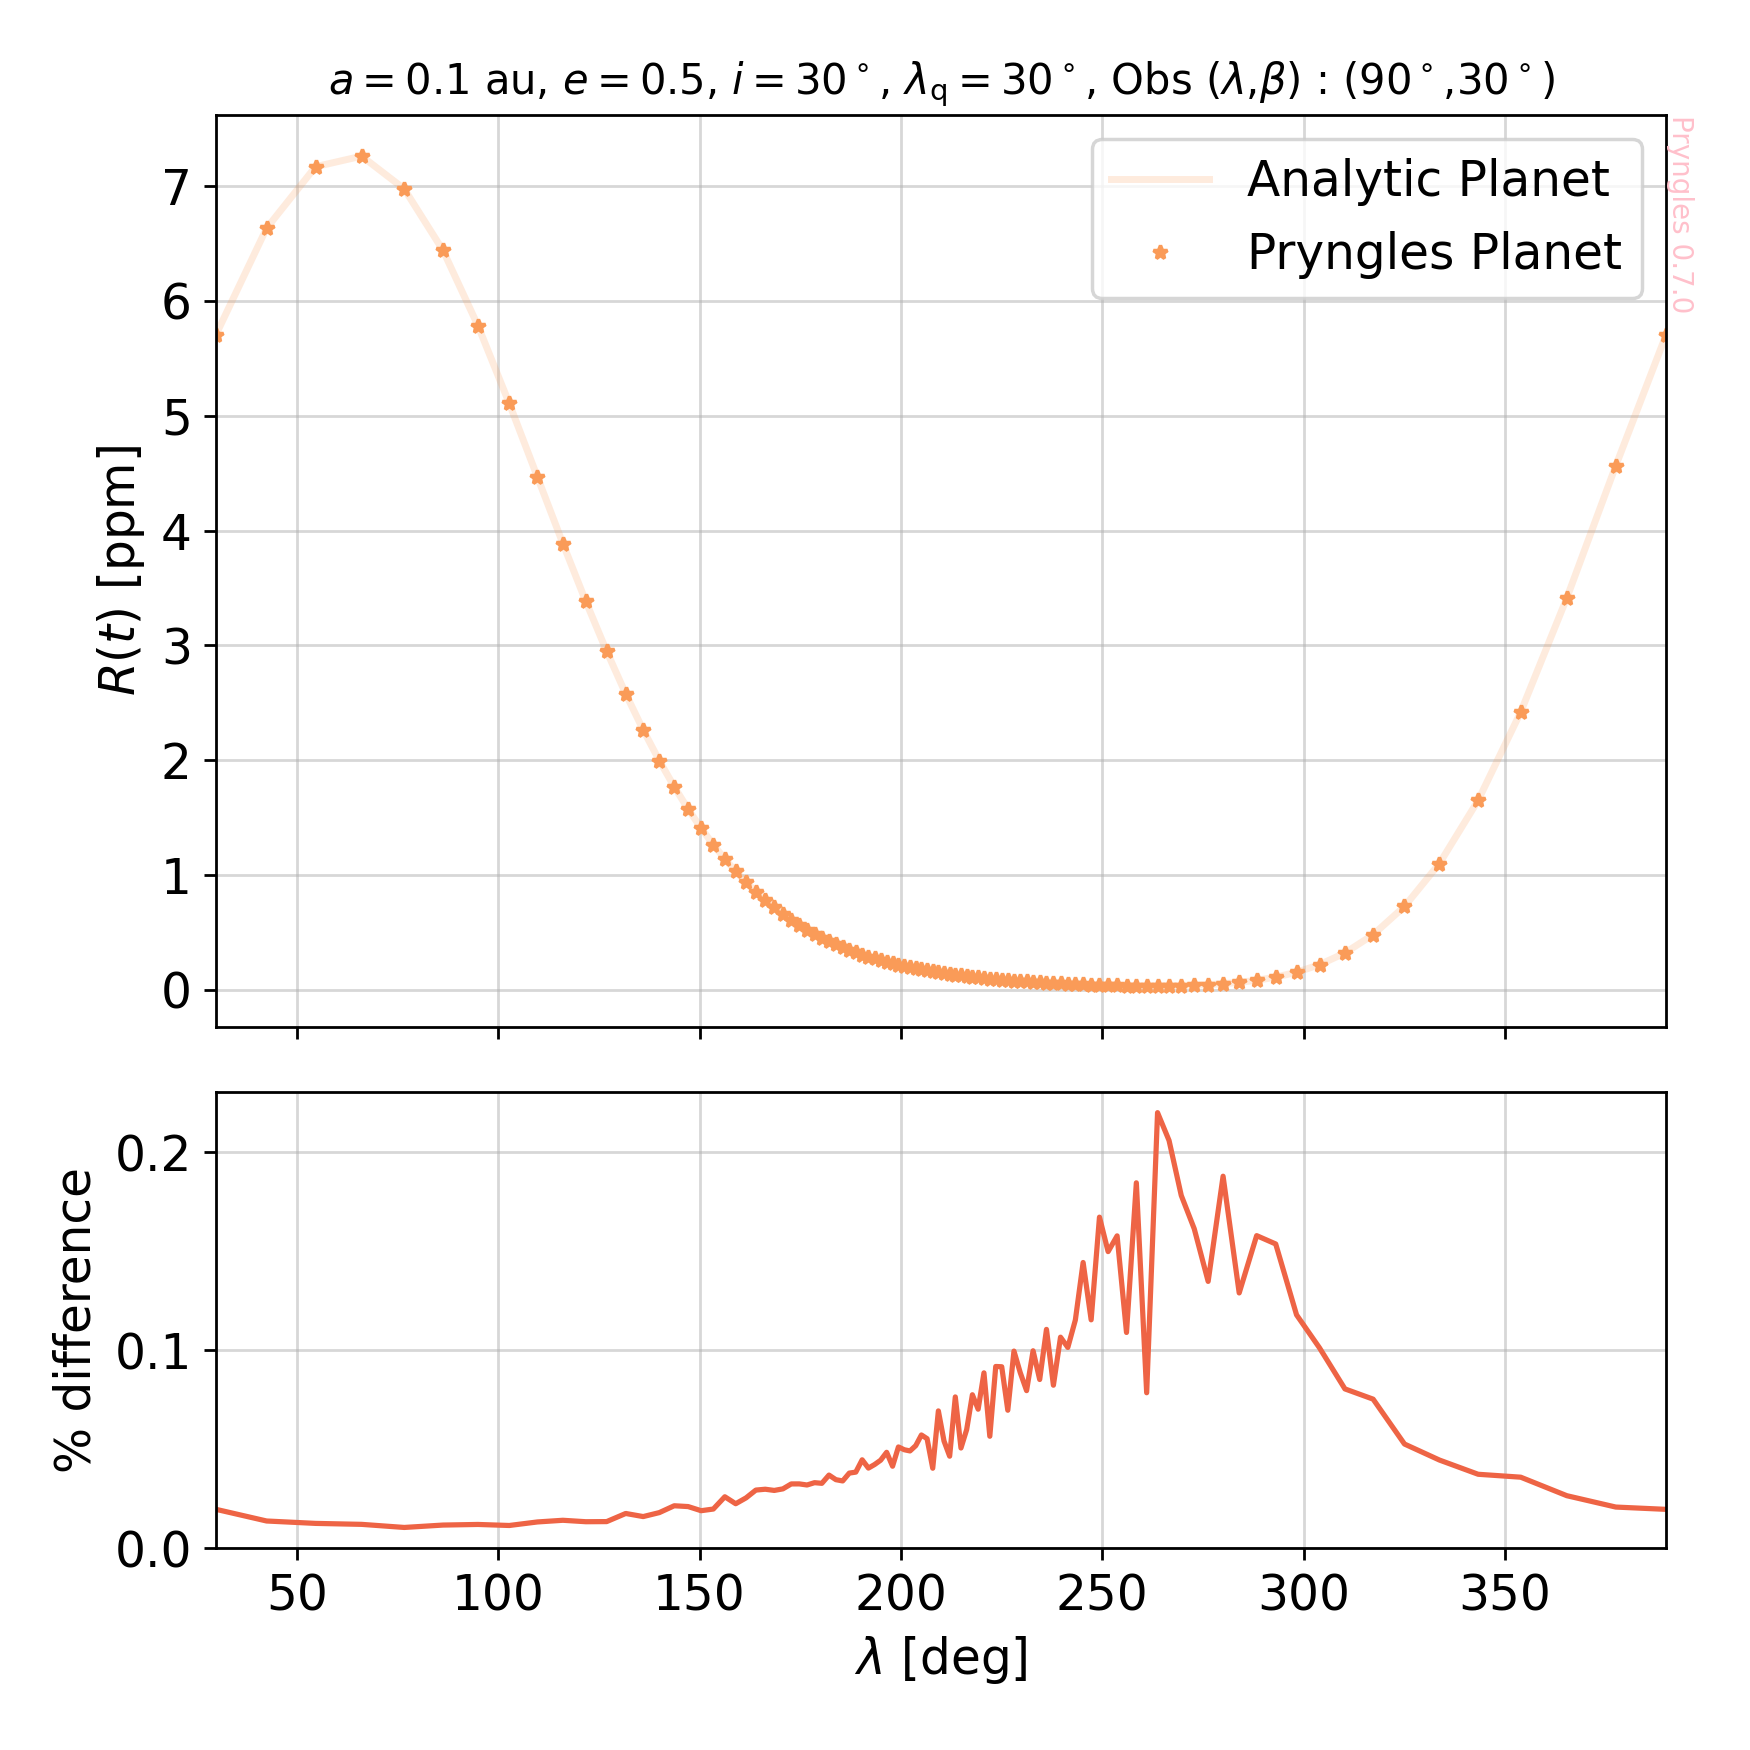 a = 0.1 au, e = 0.5, i = 30°, λq = 30°, Obs (λ,β) : (90°,30°)
Analytic Planet
Pryngles Planet
Pryngles 0.7.0
R(t) [ppm]
7
6
5
4
3
2
1
0
% difference
0.2
0.1
0.0
50 100 150 200 250 300 350
λ [deg]